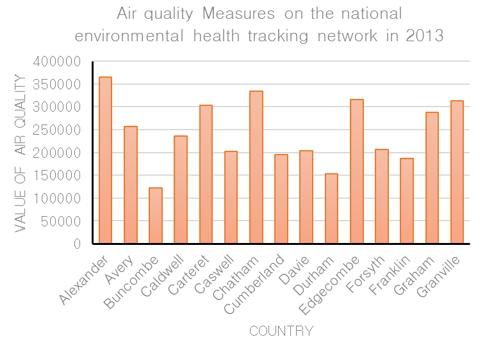 Air quality Measures on the national
environmental health tracking network in 2013
VALUE OF AIR QUALITY
400000
350000
300000
250000
200000
150000
100000
50000
0
Alexander
Avery
Buncombe
Caldwell
Carteret
Caswell
Chatham
Cumberland
Davie
Durham
Edgecombe
Forsyth
Franklin
Graham
Granville
COUNTRY